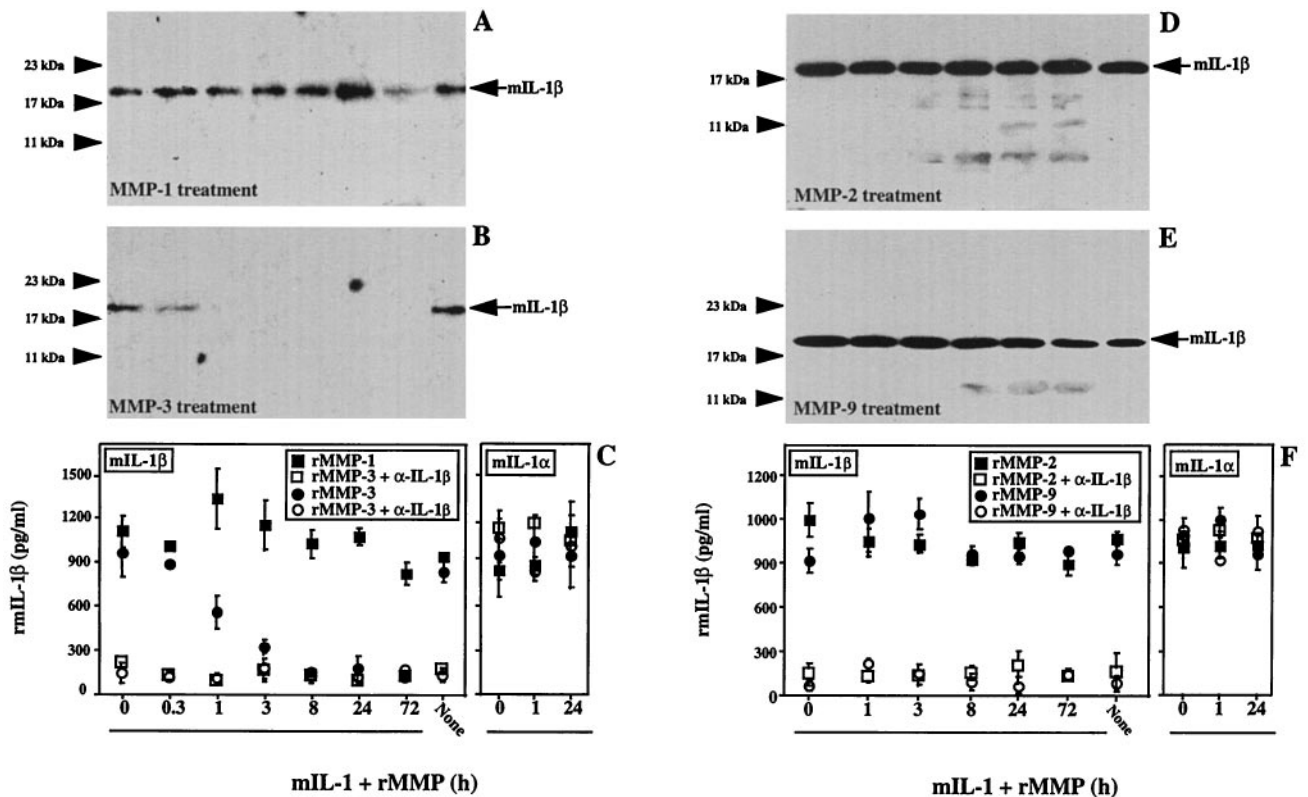 A
23 kDa
17 kDa
11 kDa
mIL-1β
MMP-1 treatment
B
23 kDa
17 kDa
11 kDa
mIL-1β
MMP-3 treatment
C
mIL-1β
rMMP-1
rMMP-3 + α-IL-1β
rMMP-3
rMMP-3 + α-IL-1β
mIL-1α
rmIL-1β (pg/ml)
1500
1200
900
600
300
0
0 0.3 1 3 8 24 72 None
0 1 24
mIL-1 + rMMP (h)
D
17 kDa
11 kDa
mIL-1β
MMP-2 treatment
E
23 kDa
17 kDa
11 kDa
mIL-1β
MMP-9 treatment
F
mIL-1β
rMMP-2
rMMP-2 + α-IL-1β
rMMP-9
rMMP-9 + α-IL-1β
mIL-1α
rmIL-1β (pg/ml)
1200
900
600
300
0
0 1 3 8 24 72 None
0 1 24
mIL-1 + rMMP (h)